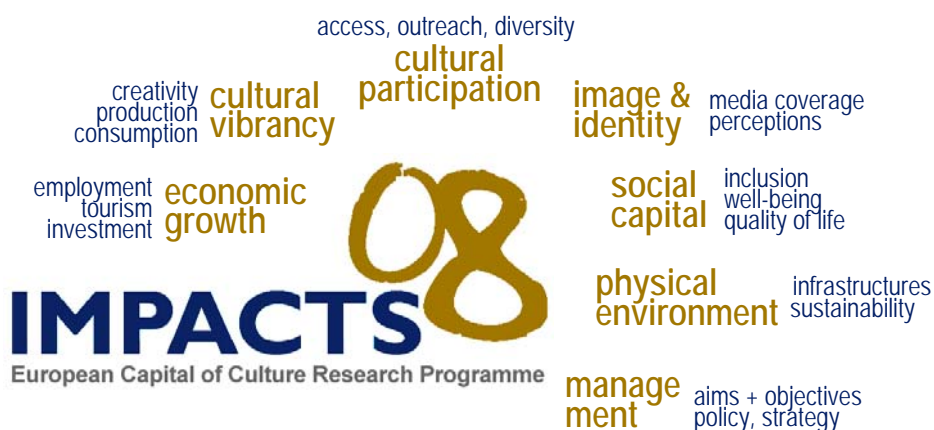 access, outreach, diversity
cultural
participation
creativity
production
consumption
cultural
vibrancy
image &
identity
media coverage
perceptions
employment
tourism
investment
economic
growth
social
capital
inclusion
well-being
quality of life
physical
environment
infrastructures
sustainability
08
IMPACTS
European Capital of Culture Research Programme
manage
ment
aims + objectives
policy, strategy